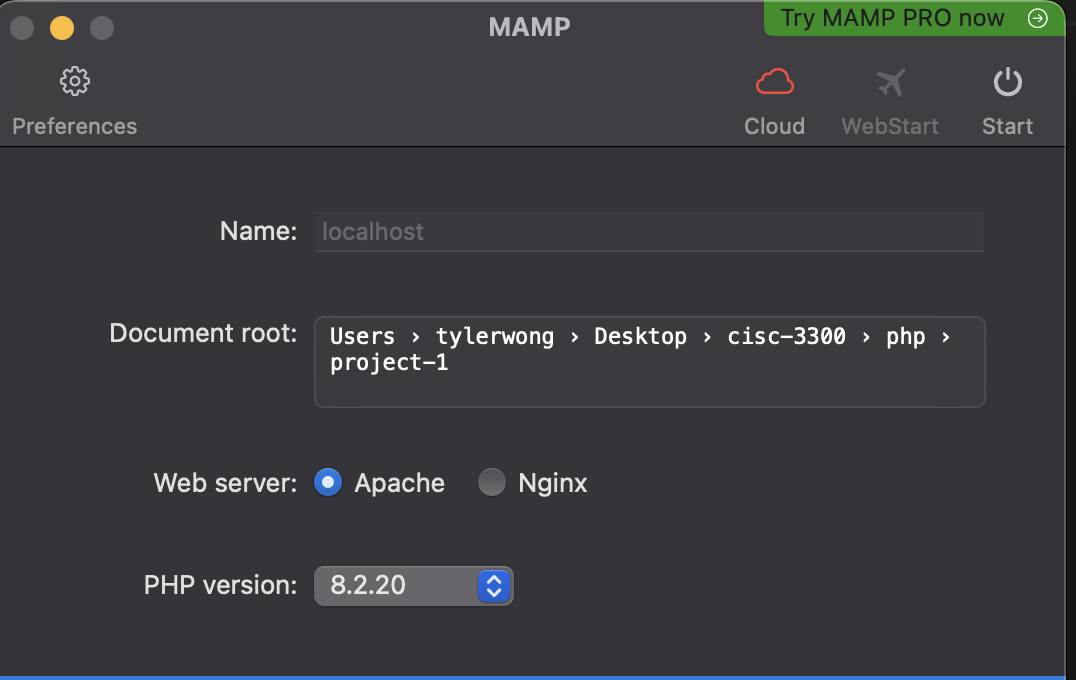 MAMP
Try MAMP PRO now
Preferences
Cloud
WebStart
Start
Name: localhost
Document root: Users › tylerwong › Desktop › cisc-3300 › php ›
project-1
Web server: Apache Nginx
PHP version: 8.2.20